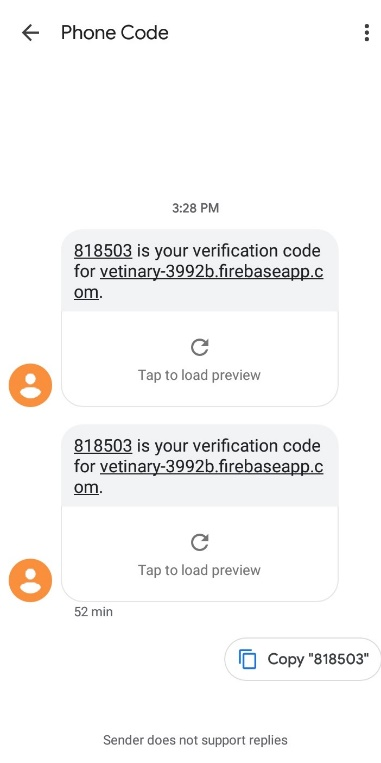 Phone Code
3:28 PM
818503 is your verification code
for vetinary-3992b.firebaseapp.c
om.
Tap to load preview
818503 is your verification code
for vetinary-3992b.firebaseapp.c
om.
Tap to load preview
52 min
Copy "818503"
Sender does not support replies